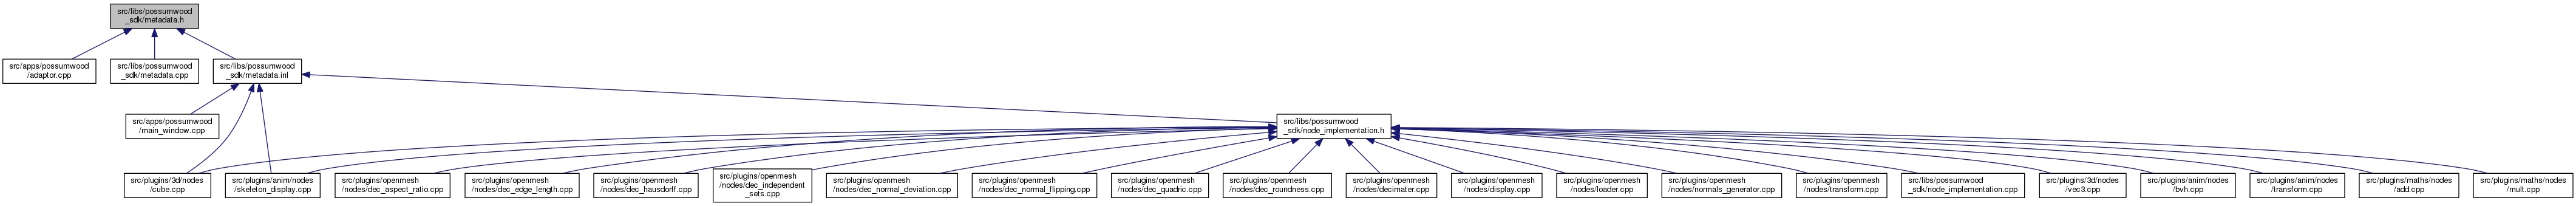 src/libs/possumwood
_sdk/metadata.h
src/apps/possumwood
/adaptor.cpp
src/libs/possumwood
_sdk/metadata.cpp
src/libs/possumwood
_sdk/metadata.inl
src/apps/possumwood
/main_window.cpp
src/libs/possumwood
_sdk/node_implementation.h
src/plugins/3d/nodes
/cube.cpp
src/plugins/anim/nodes
/skeleton_display.cpp
src/plugins/openmesh
/nodes/dec_aspect_ratio.cpp
src/plugins/openmesh
/nodes/dec_edge_length.cpp
src/plugins/openmesh
/nodes/dec_hausdorff.cpp
src/plugins/openmesh
/nodes/dec_independent
_sets.cpp
src/plugins/openmesh
/nodes/dec_normal_deviation.cpp
src/plugins/openmesh
/nodes/dec_normal_flipping.cpp
src/plugins/openmesh
/nodes/dec_quadric.cpp
src/plugins/openmesh
/nodes/dec_roundness.cpp
src/plugins/openmesh
/nodes/decimater.cpp
src/plugins/openmesh
/nodes/display.cpp
src/plugins/openmesh
/nodes/loader.cpp
src/plugins/openmesh
/nodes/normals_generator.cpp
src/plugins/openmesh
/nodes/transform.cpp
src/libs/possumwood
_sdk/node_implementation.cpp
src/plugins/3d/nodes
/vec3.cpp
src/plugins/anim/nodes
/bvh.cpp
src/plugins/anim/nodes
/transform.cpp
src/plugins/maths/nodes
/add.cpp
src/plugins/maths/nodes
/mult.cpp